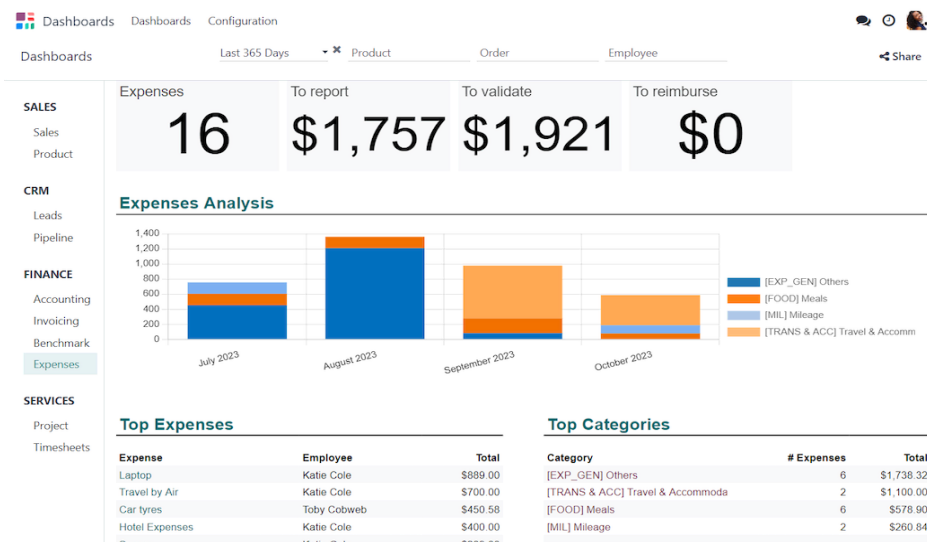 Dashboards Dashboards Configuration
Dashboards Last 365 Days Product Order Employee Share
SALES
Sales
Product
CRM
Leads
Pipeline
FINANCE
Accounting
Invoicing
Benchmark
Expenses
SERVICES
Project
Timesheets
Expenses To report To validate To reimburse
16 $1,757 $1,921 $0
Expenses Analysis
1,400
1,200
1,000
800
600
400
200
0
July 2023 August 2023 September 2023 October 2023
[EXP_GEN] Others
[FOOD] Meals
[MIL] Mileage
[TRANS & ACC] Travel & Accomm
Top Expenses
Expense Employee Total
Laptop Katie Cole $889.00
Travel by Air Katie Cole $700.00
Car tyres Toby Cobweb $450.58
Hotel Expenses Katie Cole $400.00
Top Categories
Category # Expenses Total
[EXP_GEN] Others 6 $1,738.32
[TRANS & ACC] Travel & Accommoda 2 $1,100.00
[FOOD] Meals 6 $578.90
[MIL] Mileage 2 $260.84